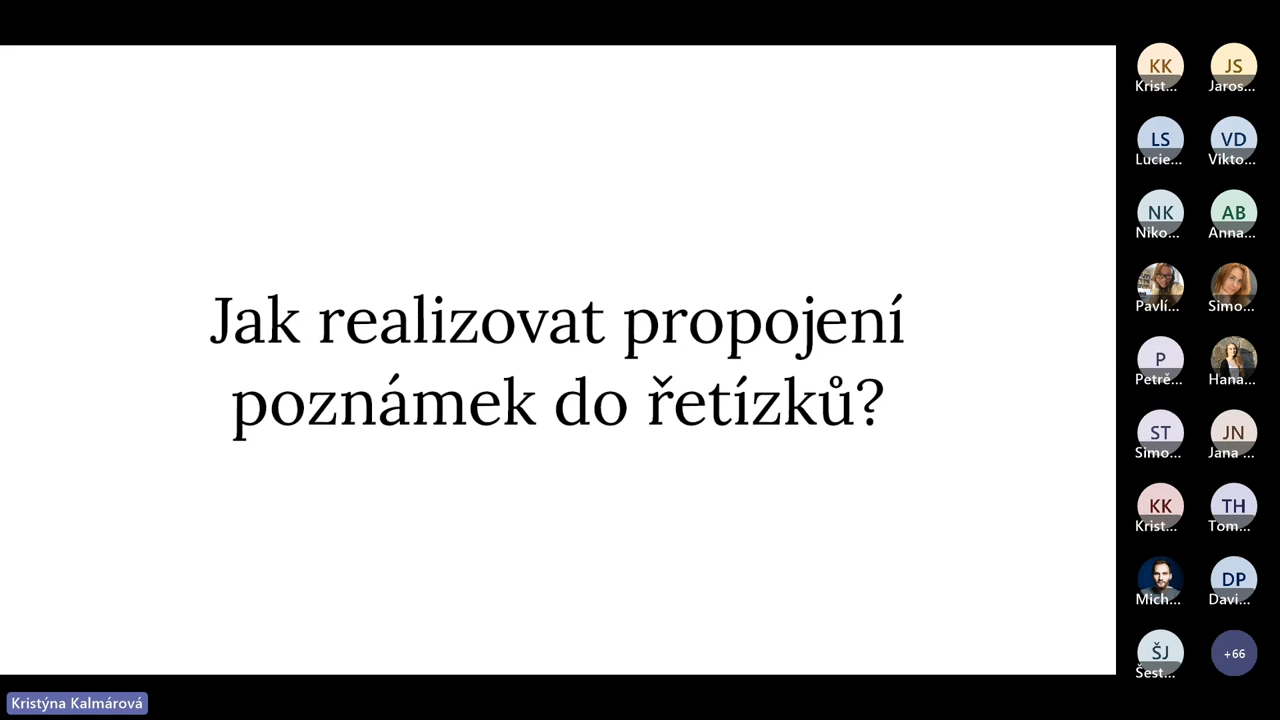 Jak realizovat propojení
poznámek do řetízků?
KK
Krist...
JS
Jaros...
LS
Lucie...
VD
Vikto...
NK
Niko...
AB
Anna...
Pavlí...
Simo...
P
Petrě...
Hana...
ST
Simo...
JN
Jana ...
KK
Krist...
TH
Tom...
Mich...
DP
Davi...
ŠJ
Šest...
+66
Kristýna Kalmárová